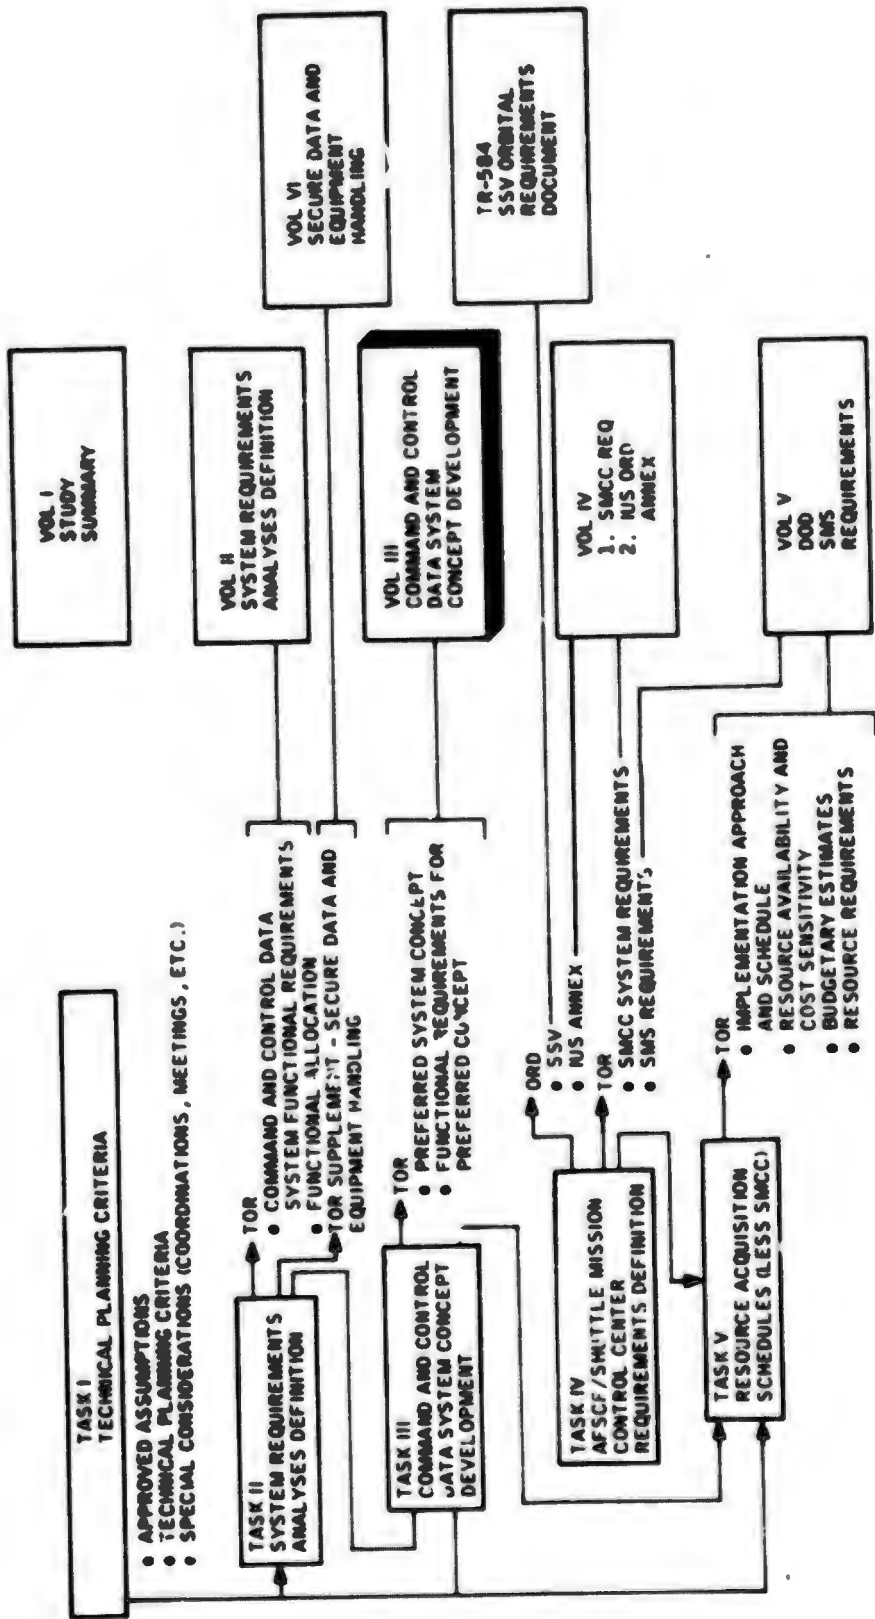 TASK I
TECHNICAL PLANNING CRITERIA
• APPROVED ASSUMPTIONS
• TECHNICAL PLANNING CRITERIA
• SPECIAL CONSIDERATIONS (COORDINATIONS, MEETINGS, ETC.)
TASK II
SYSTEM REQUIREMENTS
ANALYSES DEFINITION
TOR
• COMMAND AND CONTROL DATA
SYSTEM FUNCTIONAL REQUIREMENTS
• FUNCTIONAL ALLOCATION
TOR SUPPLEMENT - SECURE DATA AND
EQUIPMENT HANDLING
TASK III
COMMAND AND CONTROL
DATA SYSTEM CONCEPT
DEVELOPMENT
TOR
• PREFERRED SYSTEM CONCEPT
• FUNCTIONAL REQUIREMENTS FOR
PREFERRED CONCEPT
TASK IV
AFSCF/SHUTTLE MISSION
CONTROL CENTER
REQUIREMENTS DEFINITION
ORD
• SSV
• IUS ANNEX
TOR
• SMCC SYSTEM REQUIREMENTS
• SMS REQUIREMENTS
TASK V
RESOURCE ACQUISITION
SCHEDULES (LESS SMCC)
TOR
• IMPLEMENTATION APPROACH
AND SCHEDULE
• RESOURCE AVAILABILITY AND
COST SENSITIVITY
• BUDGETARY ESTIMATES
• RESOURCE REQUIREMENTS
VOL I
STUDY
SUMMARY
VOL II
SYSTEM REQUIREMENTS
ANALYSES DEFINITION
VOL III
COMMAND AND CONTROL
DATA SYSTEM
CONCEPT DEVELOPMENT
VOL IV
1. SMCC REQ
2. IUS ORD
ANNEX
VOL V
DOD
SMS
REQUIREMENTS
VOL VI
SECURE DATA AND
EQUIPMENT
HANDLING
TR-504
SSV ORBITAL
REQUIREMENTS
DOCUMENT